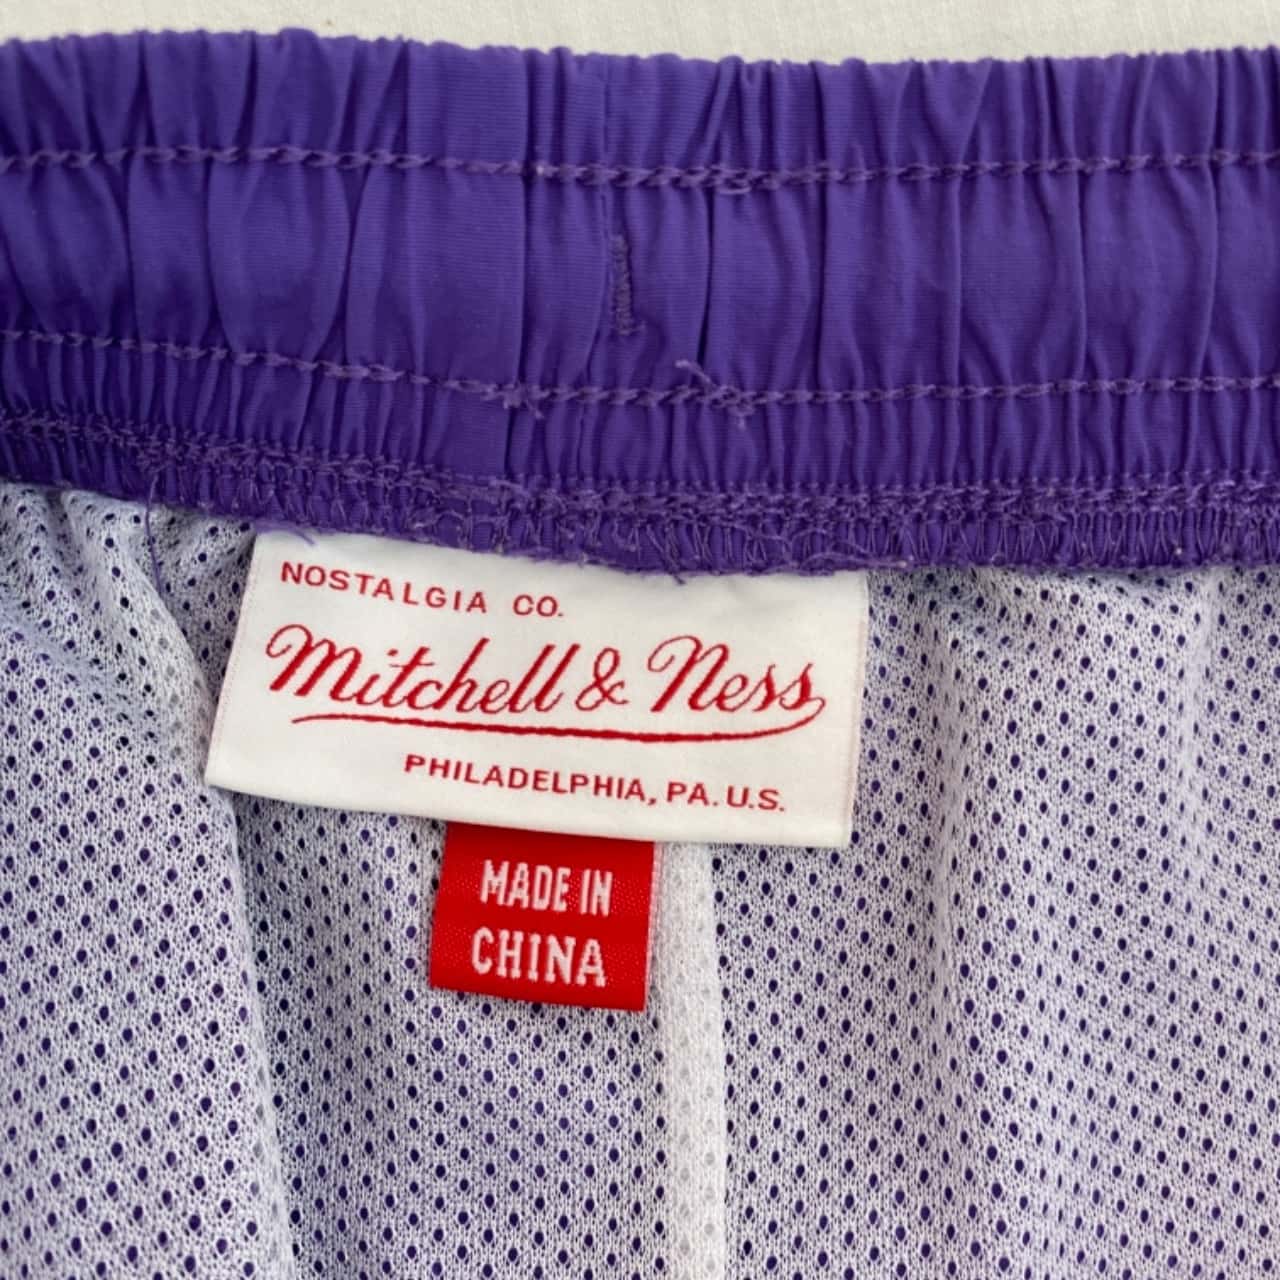 NOSTALGIA CO.
Mitchell & Ness
PHILADELPHIA, PA. U.S.
MADE IN
CHINA